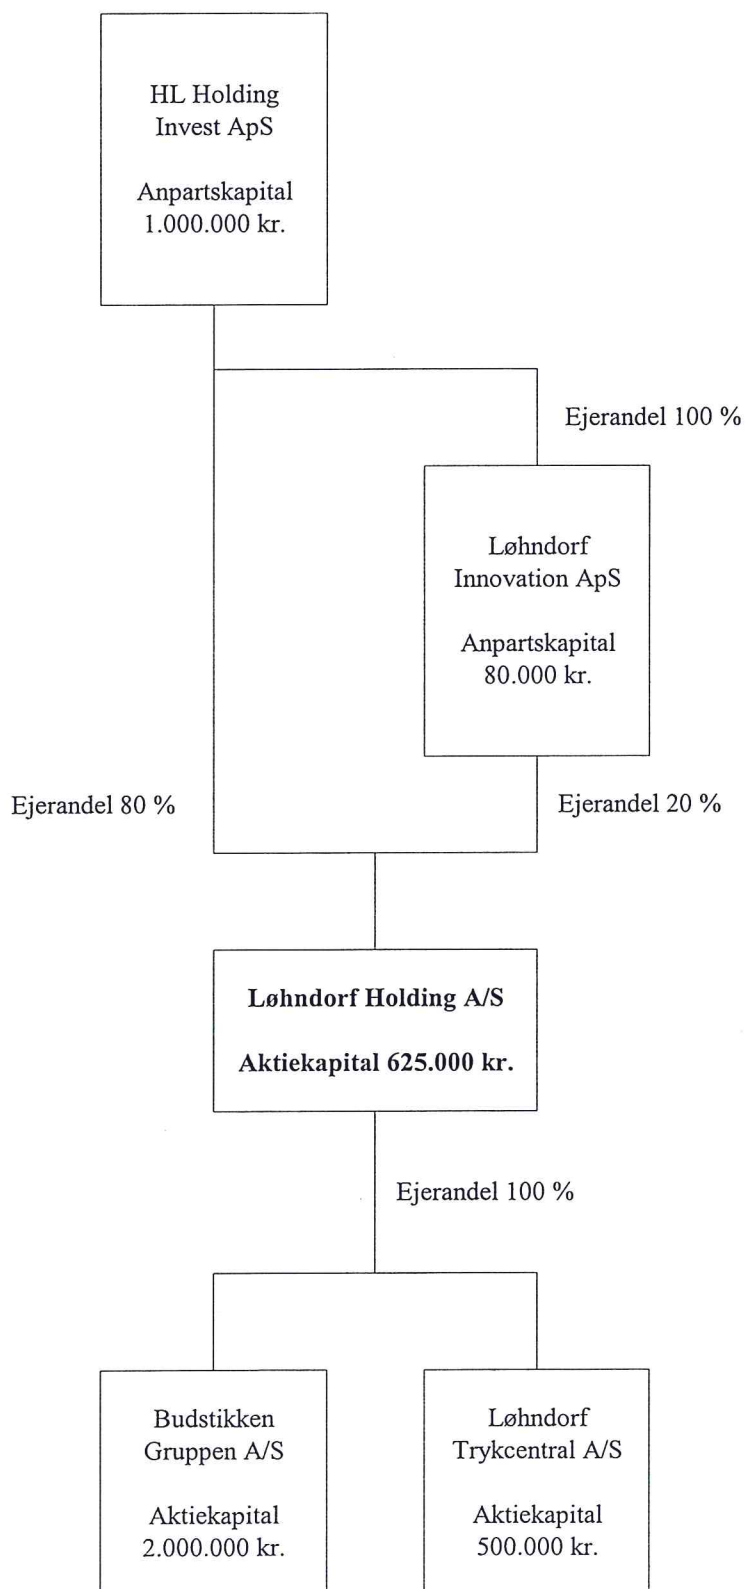 HL Holding
Invest ApS
Anpartskapital
1.000.000 kr.
Ejerandel 100 %
Løhndorf
Innovation ApS
Anpartskapital
80.000 kr.
Ejerandel 80 %
Ejerandel 20 %
Løhndorf Holding A/S
Aktiekapital 625.000 kr.
Ejerandel 100 %
Budstikken
Gruppen A/S
Aktiekapital
2.000.000 kr.
Løhndorf
Trykcentral A/S
Aktiekapital
500.000 kr.